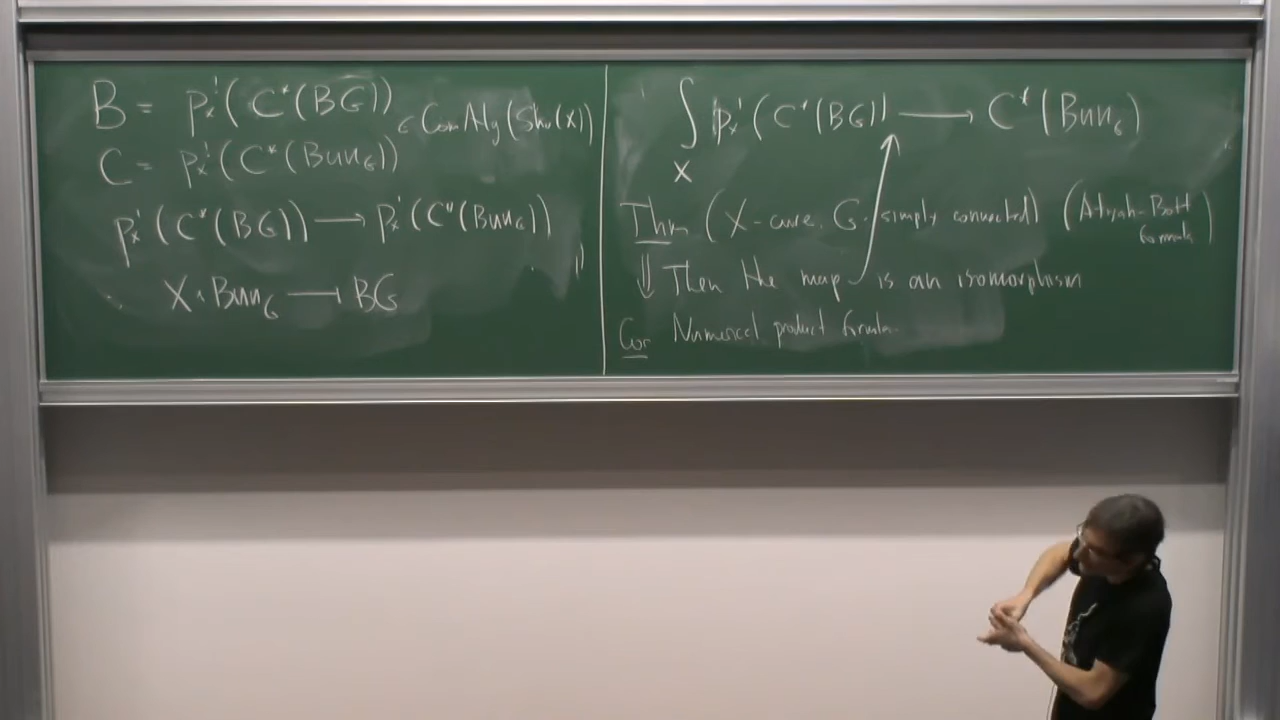 B = p_x^!(C^*(BG)) ∈ ComAlg(Shv(X))
C = p_x^!(C^*(Bun_G))
p_x^!(C^*(BG)) ⟶ p_x^!(C^*(Bun_G))
X × Bun_G ⟶ BG
∫_X p_x^!(C^*(BG)) ⟶ C^*(Bun_G)
Thm (X - curve, G - simply connected) (Atiyah-Bott formula)
⇓ Then the map is an isomorphism
Cor Numerical product formula.